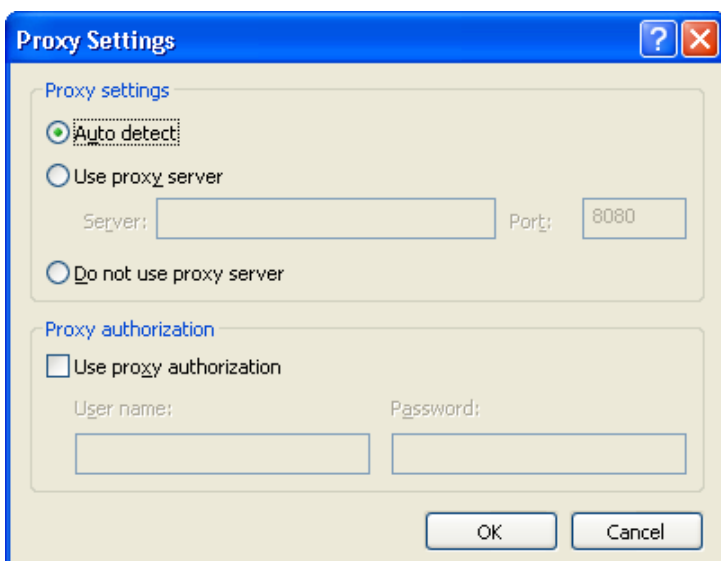 Proxy Settings
Proxy settings
Auto detect
Use proxy server
Server: Port: 8080
Do not use proxy server
Proxy authorization
Use proxy authorization
User name: Password:
OK Cancel